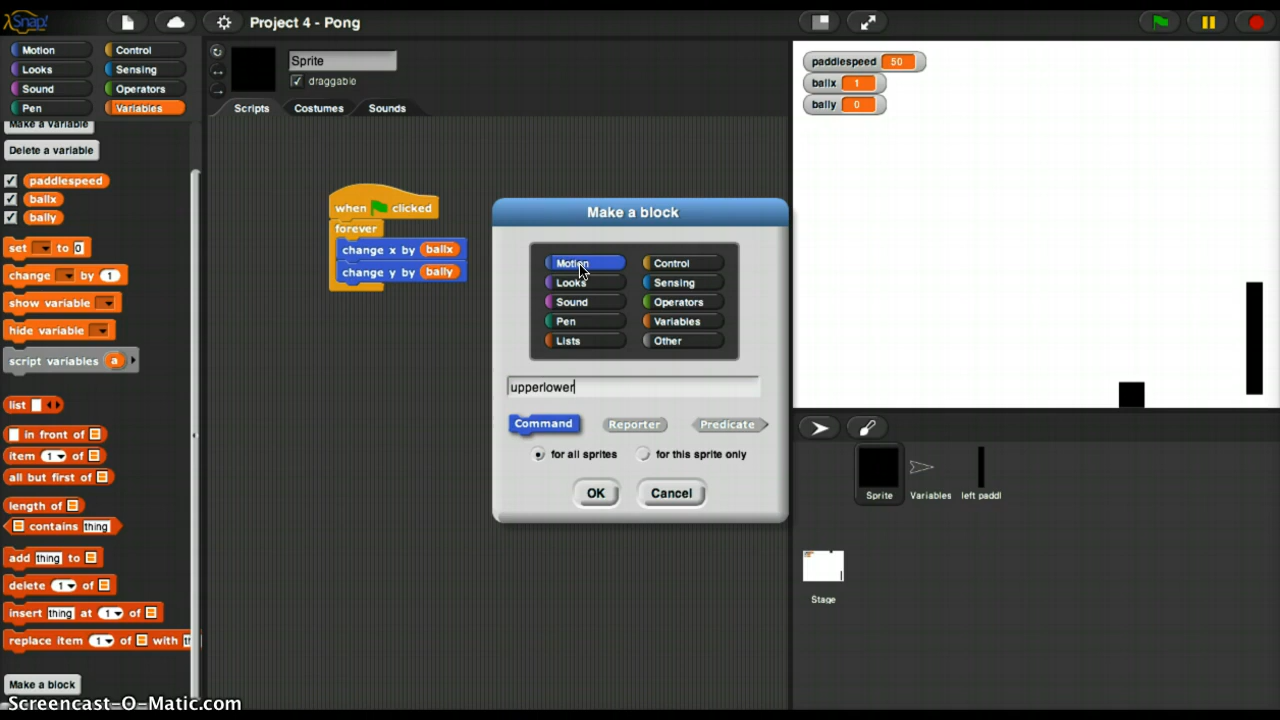 Snap!
Project 4 - Pong
Motion
Control
Looks
Sensing
Sound
Operators
Pen
Variables
Make a variable
Delete a variable
paddlespeed
ballx
bally
set to 0
change by 1
show variable
hide variable
script variables a
list
in front of
item 1 of
all but first of
length of
contains thing
add thing to
delete 1 of
insert thing at 1 of
replace item 1 of with
Make a block
Sprite
draggable
Scripts
Costumes
Sounds
when clicked
forever
change x by ballx
change y by bally
Make a block
Motion
Control
Looks
Sensing
Sound
Operators
Pen
Variables
Lists
Other
upperlower
Command
Reporter
Predicate
for all sprites
for this sprite only
OK
Cancel
paddlespeed 50
ballx 1
bally 0
Sprite
Variables
left paddl
Stage
Screencast-O-Matic.com